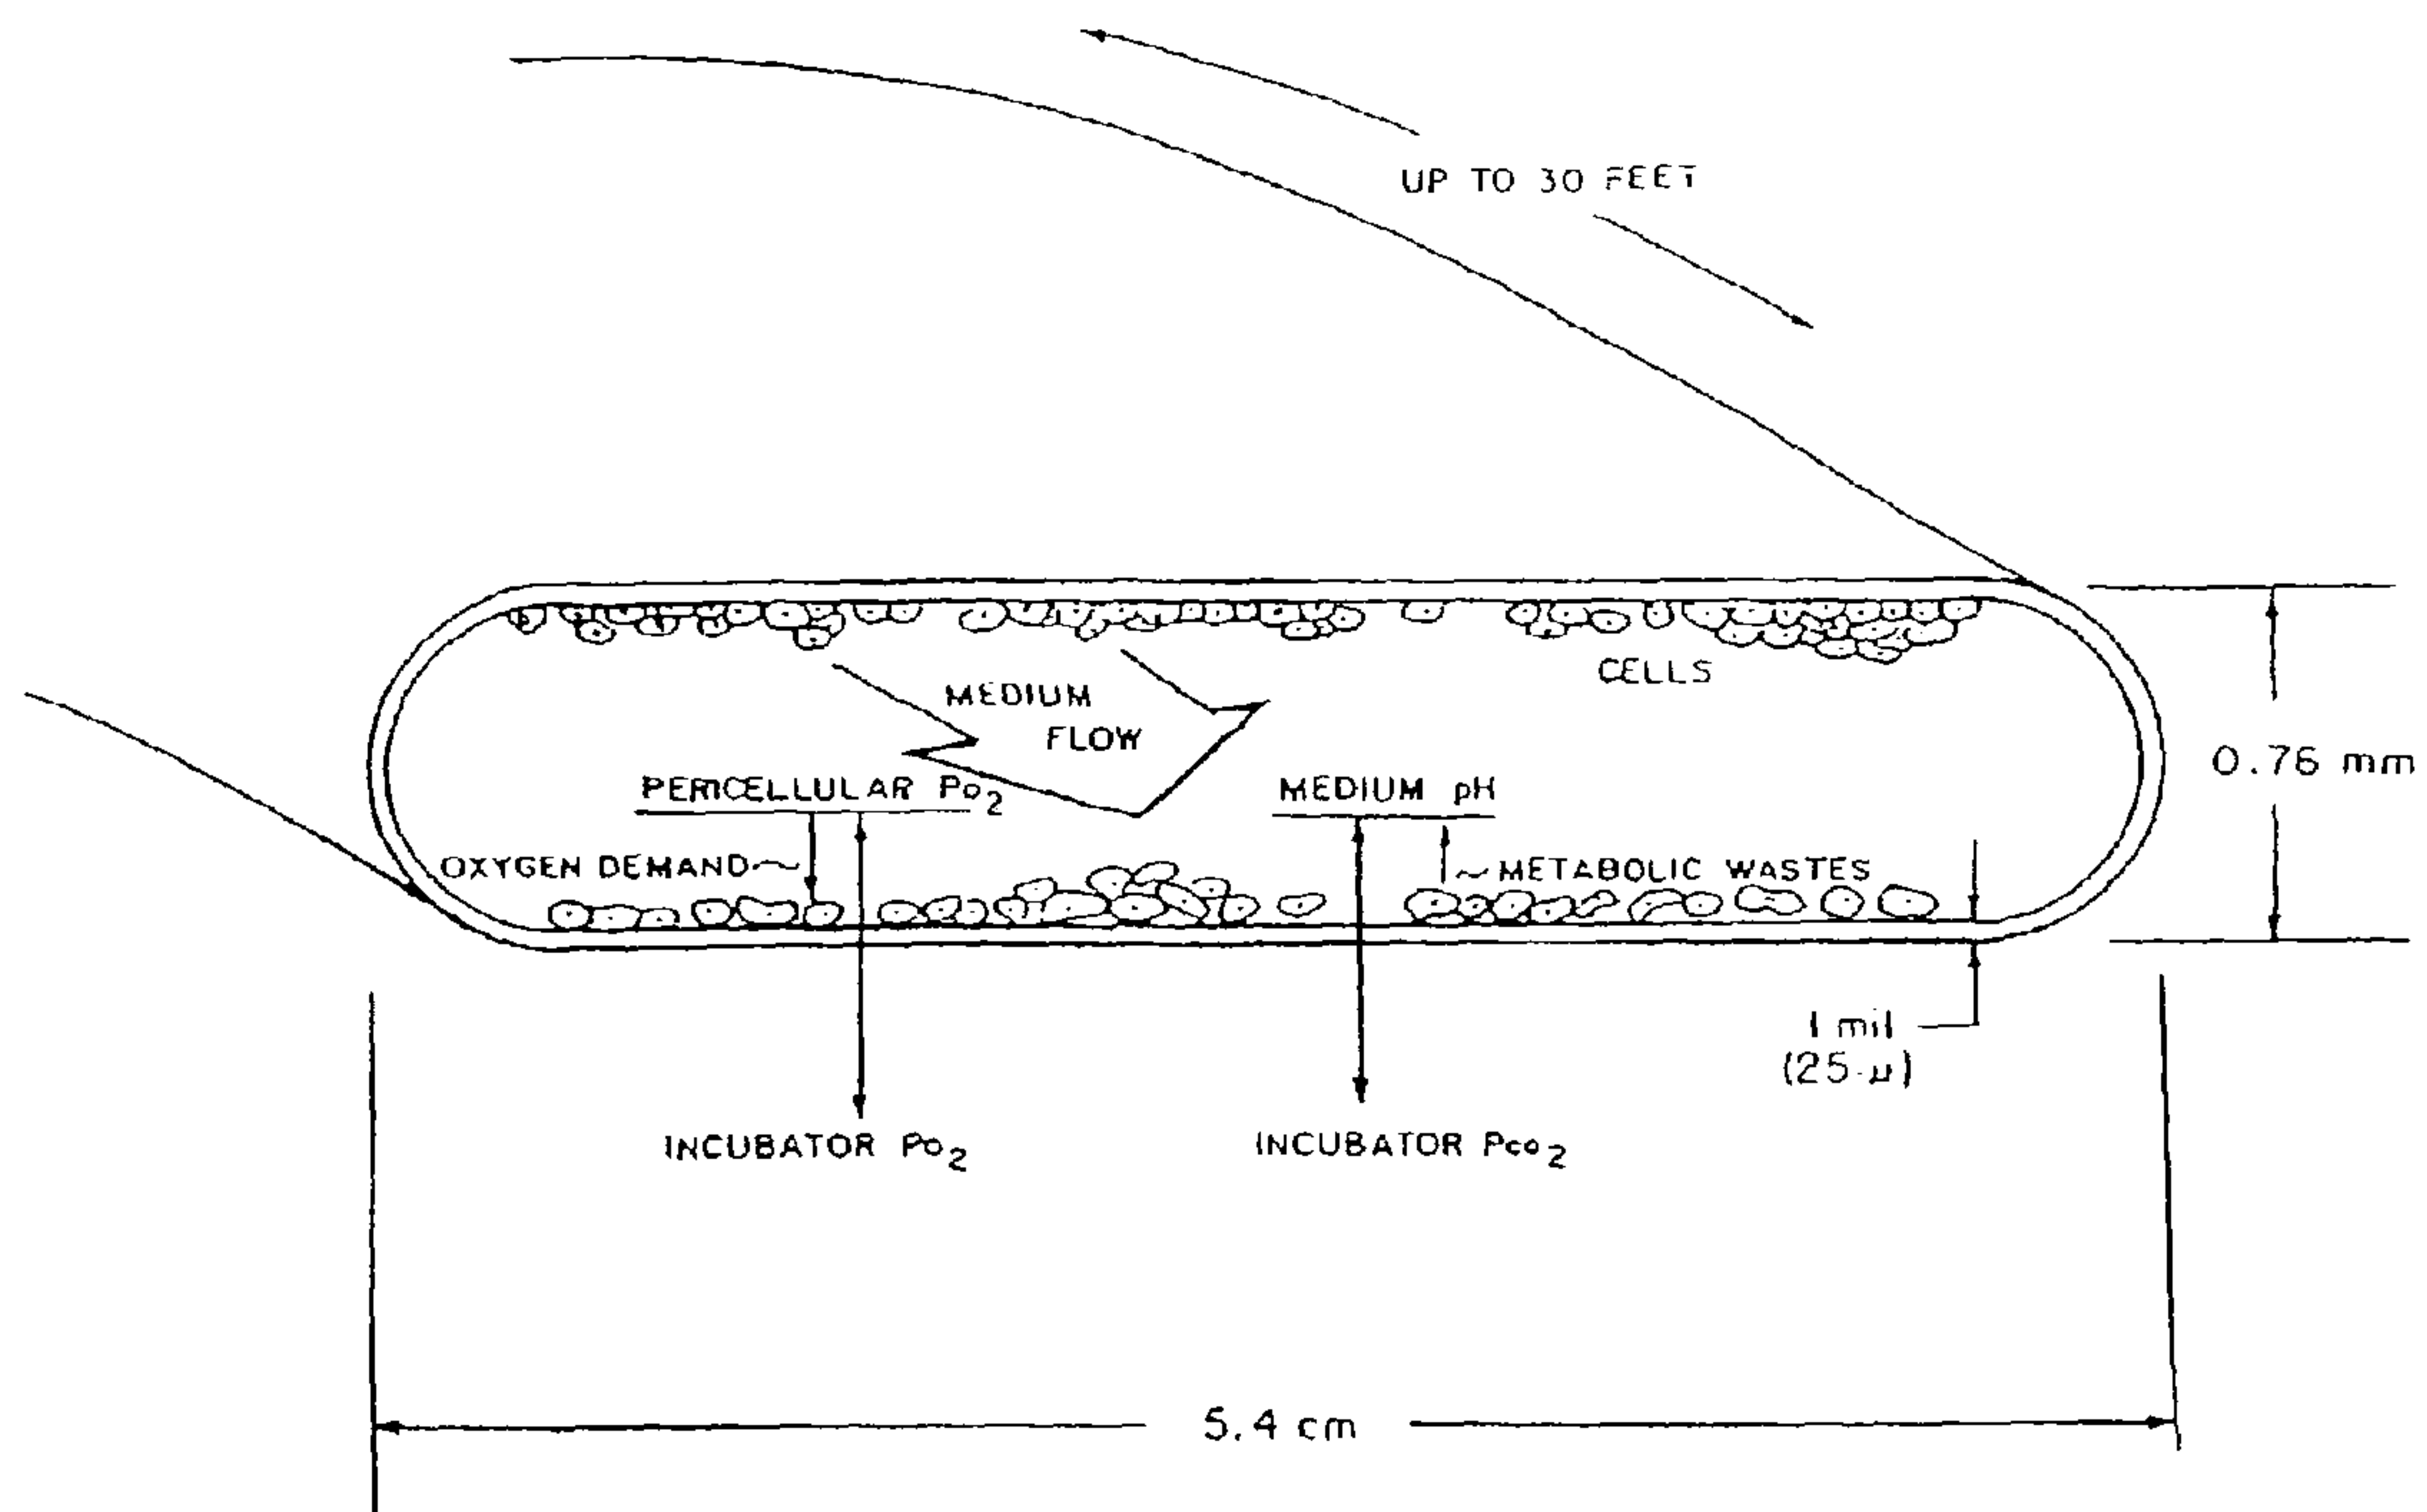 UP TO 30 FEET
CELLS
MEDIUM
FLOW
0.76 mm
PERICELLULAR Po2
MEDIUM pH
OXYGEN DEMAND
METABOLIC WASTES
1 mil
(25 μ)
INCUBATOR Po2
INCUBATOR Pco2
5.4 cm